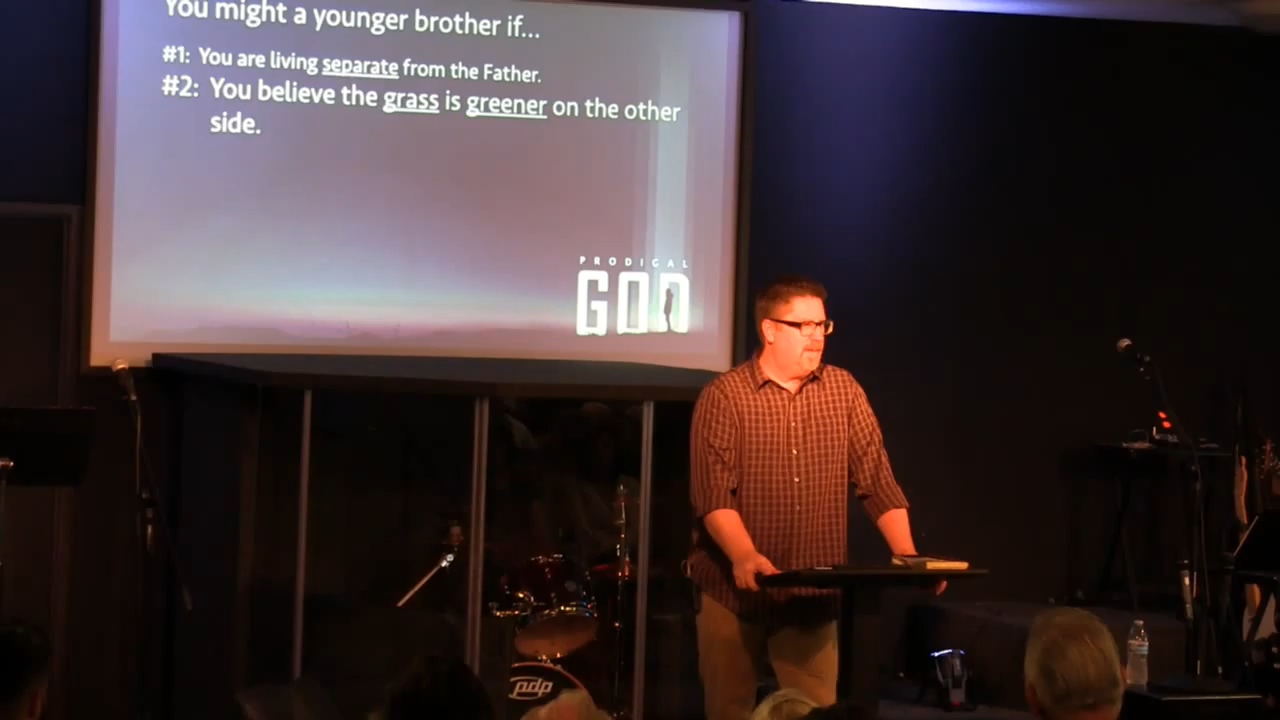 You might a younger brother if...
#1: You are living separate from the Father.
#2: You believe the grass is greener on the other
side.
PRODIGAL
GOD
pdp